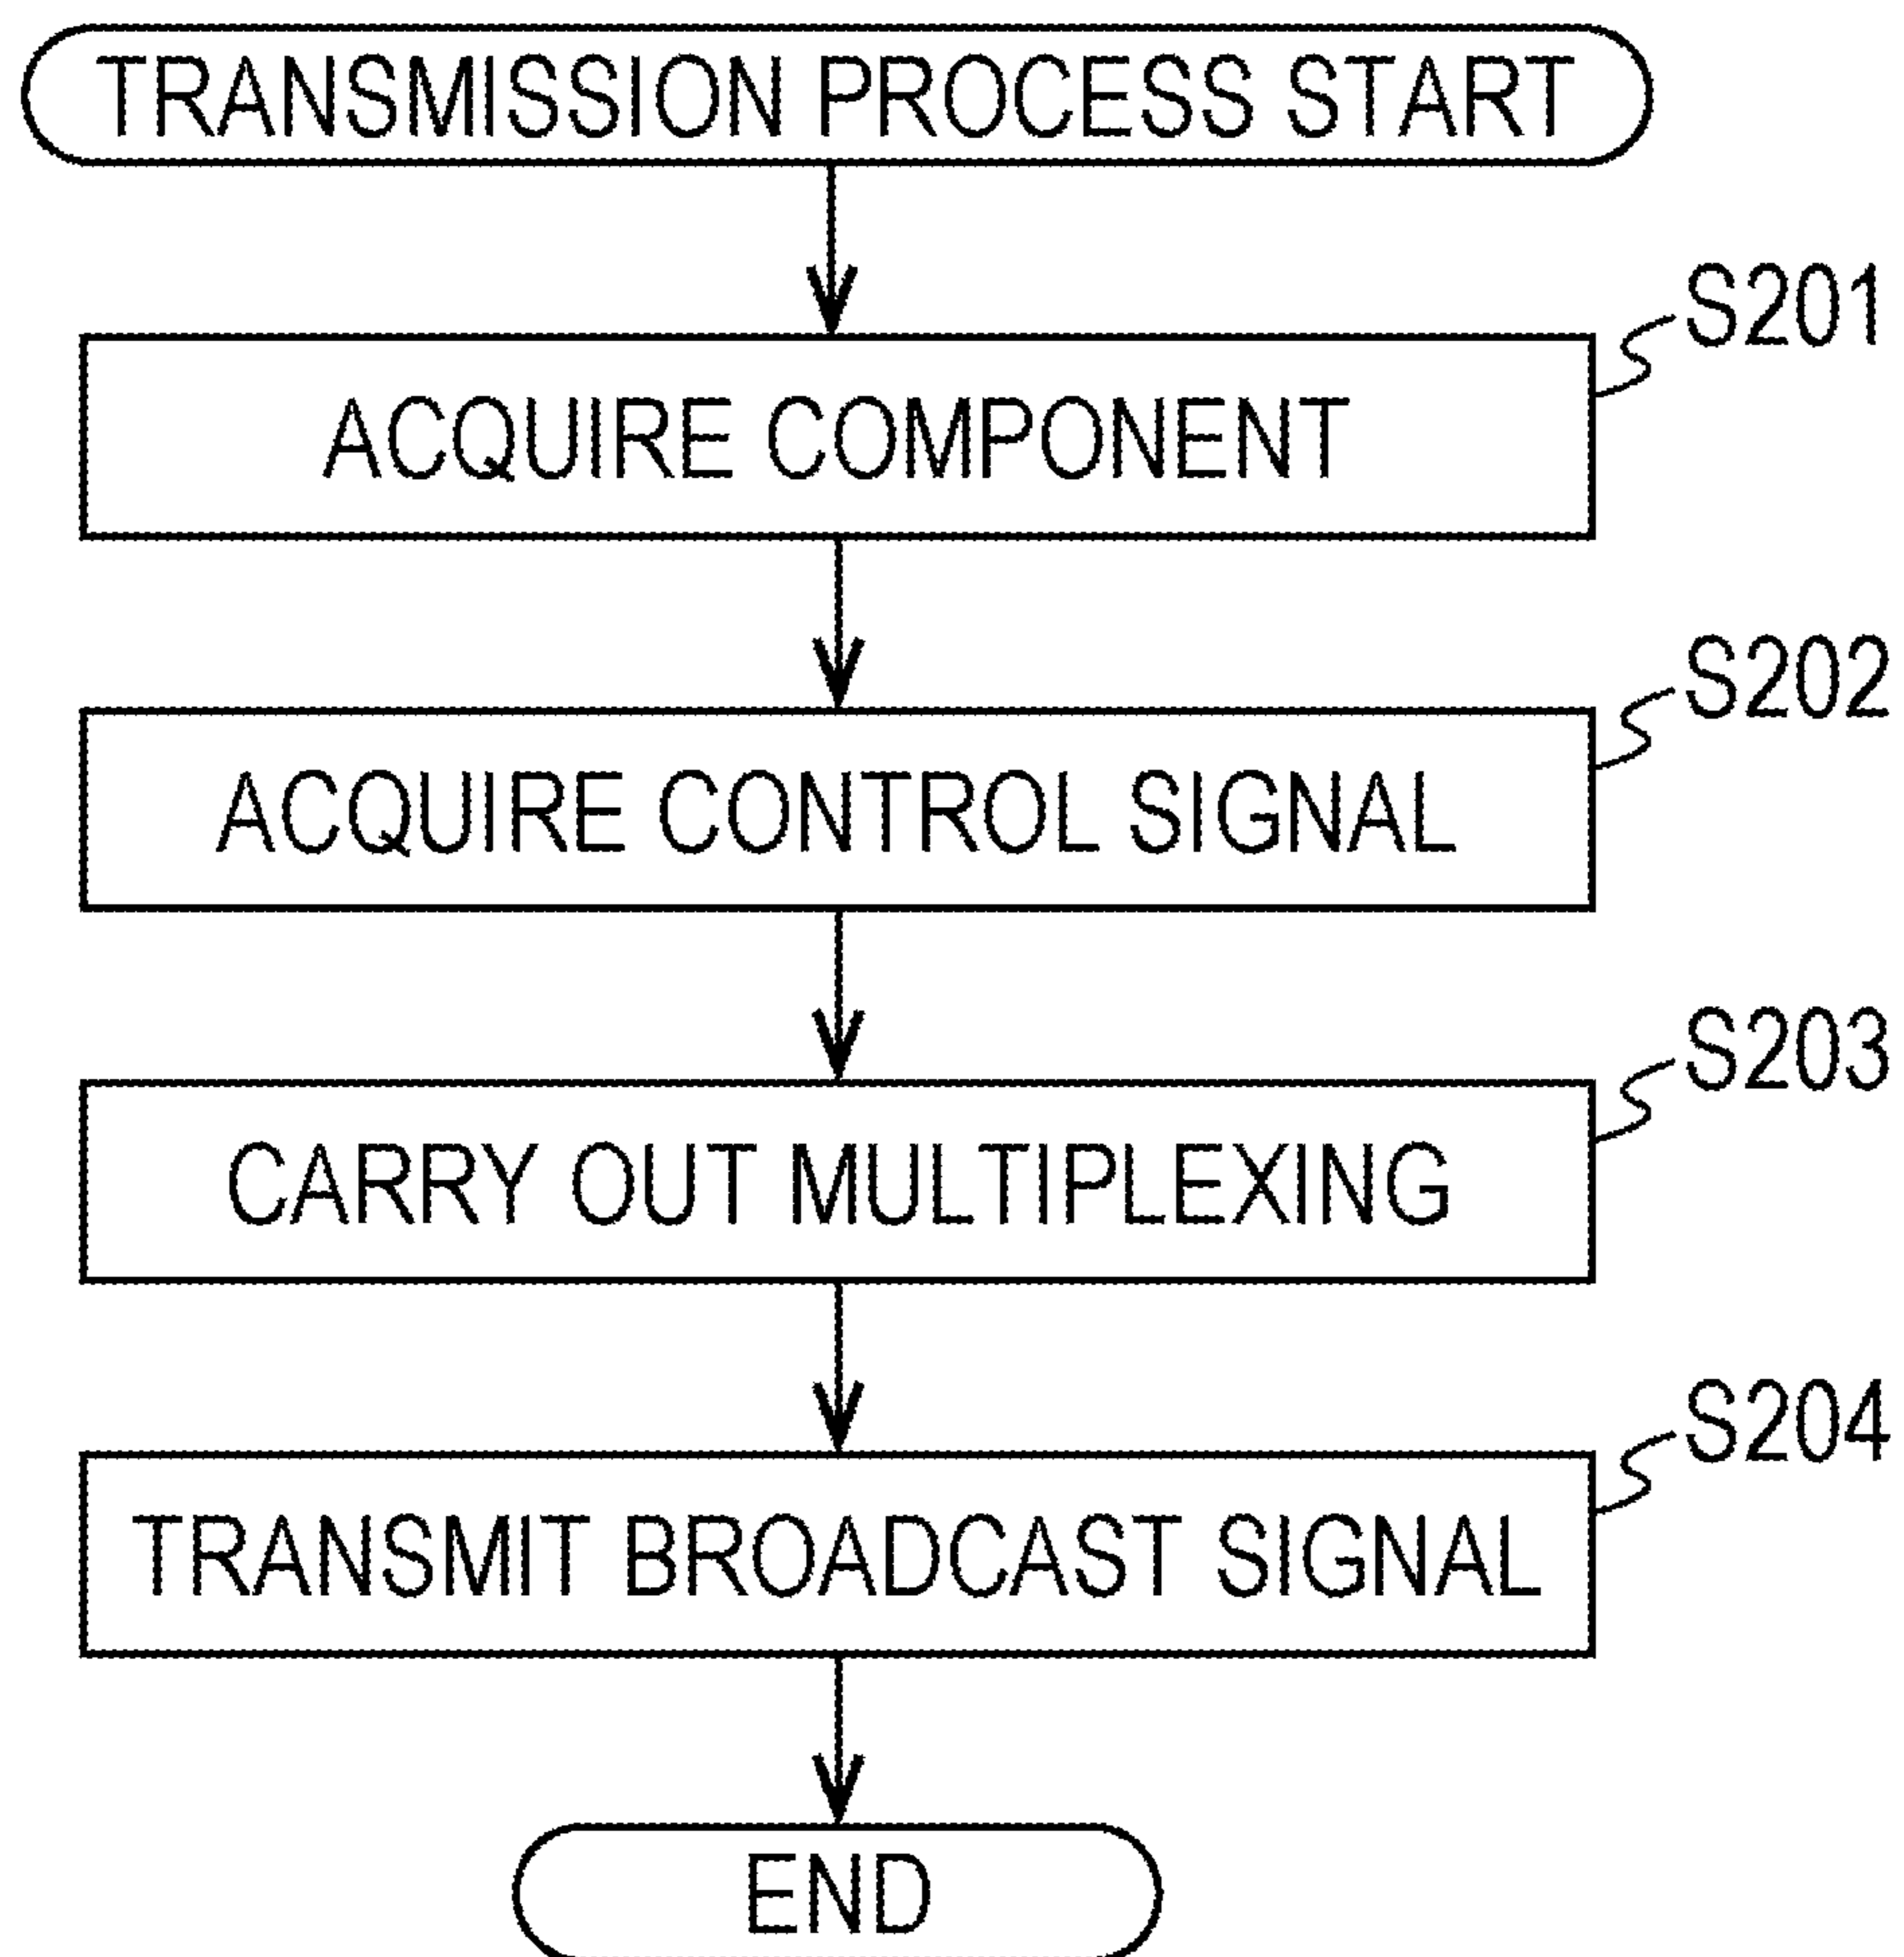 TRANSMISSION PROCESS START
S201
ACQUIRE COMPONENT
S202
ACQUIRE CONTROL SIGNAL
S203
CARRY OUT MULTIPLEXING
S204
TRANSMIT BROADCAST SIGNAL
END